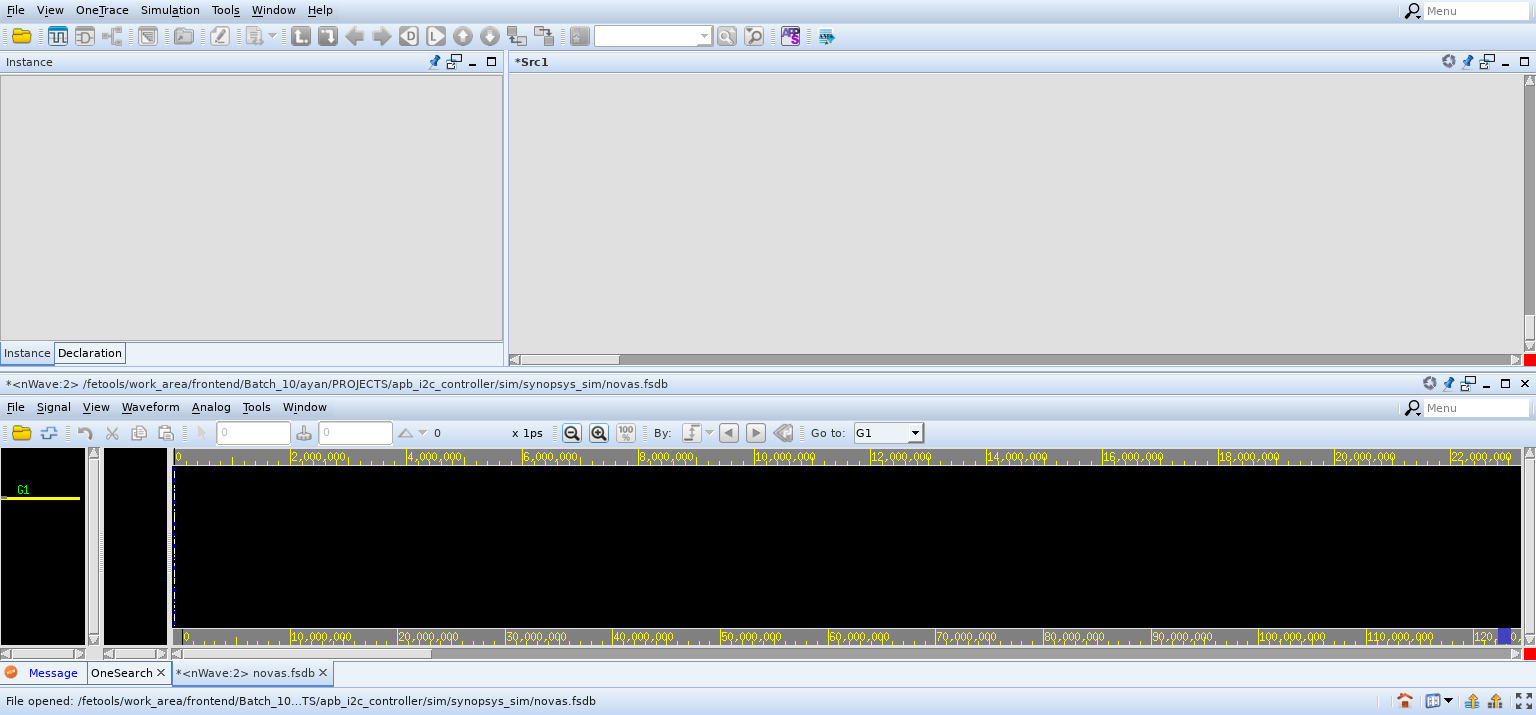 File View OneTrace Simulation Tools Window Help Menu
Instance
*Src1
Instance Declaration
*<nWave:2> /fetools/work_area/frontend/Batch_10/ayan/PROJECTS/apb_i2c_controller/sim/synopsys_sim/novas.fsdb
File Signal View Waveform Analog Tools Window Menu
0 0 0 x 1ps 100% By: Go to: G1
0 2,000,000 4,000,000 6,000,000 8,000,000 10,000,000 12,000,000 14,000,000 16,000,000 18,000,000 20,000,000 22,000,000
G1
0 10,000,000 20,000,000 30,000,000 40,000,000 50,000,000 60,000,000 70,000,000 80,000,000 90,000,000 100,000,000 110,000,000
Message OneSearch *<nWave:2> novas.fsdb
File opened: /fetools/work_area/frontend/Batch_10...TS/apb_i2c_controller/sim/synopsys_sim/novas.fsdb